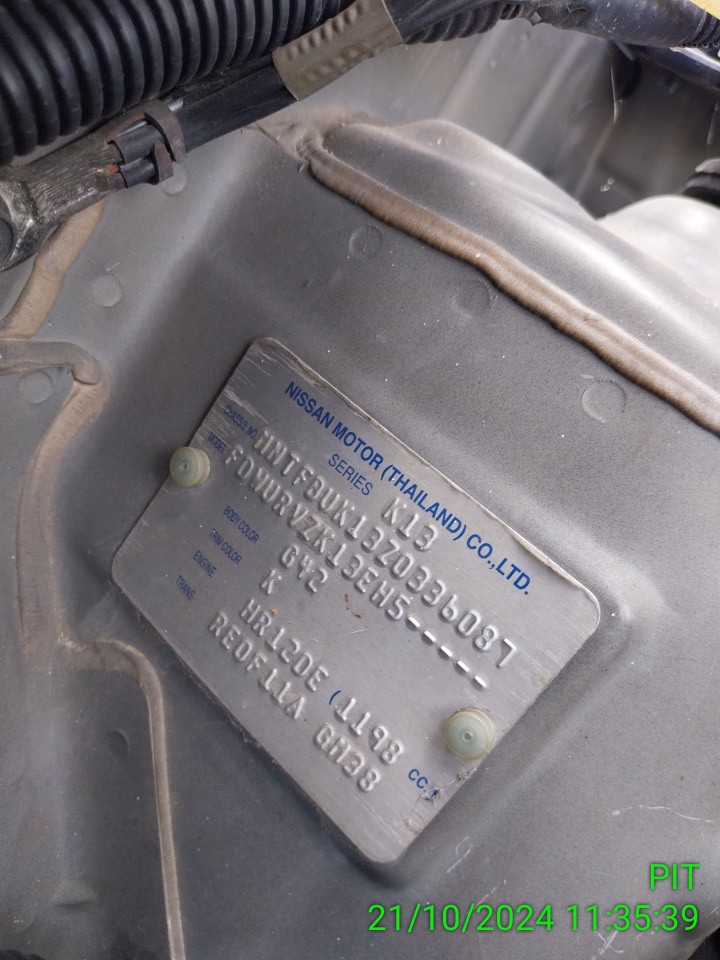 NISSAN MOTOR (THAILAND) CO.,LTD.
SERIES K13
CHASSIS NO. MNTFBUK13Z0336087
MODEL FDWURVZK13EH5-----
BODY COLOR G42
TRIM COLOR K
ENGINE HR12DE (1198 CC.)
TRANS RE0F11A GM38
PIT
21/10/2024 11:35:39